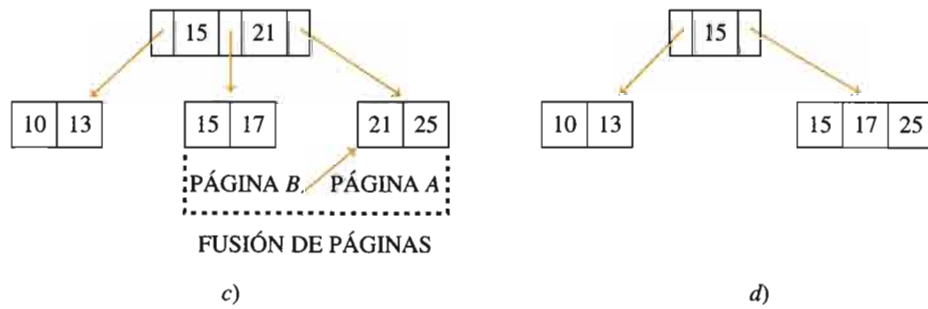 15 21
10 13
15 17
21 25
PÁGINA B
PÁGINA A
FUSIÓN DE PÁGINAS
c)
15
10 13
15 17 25
d)